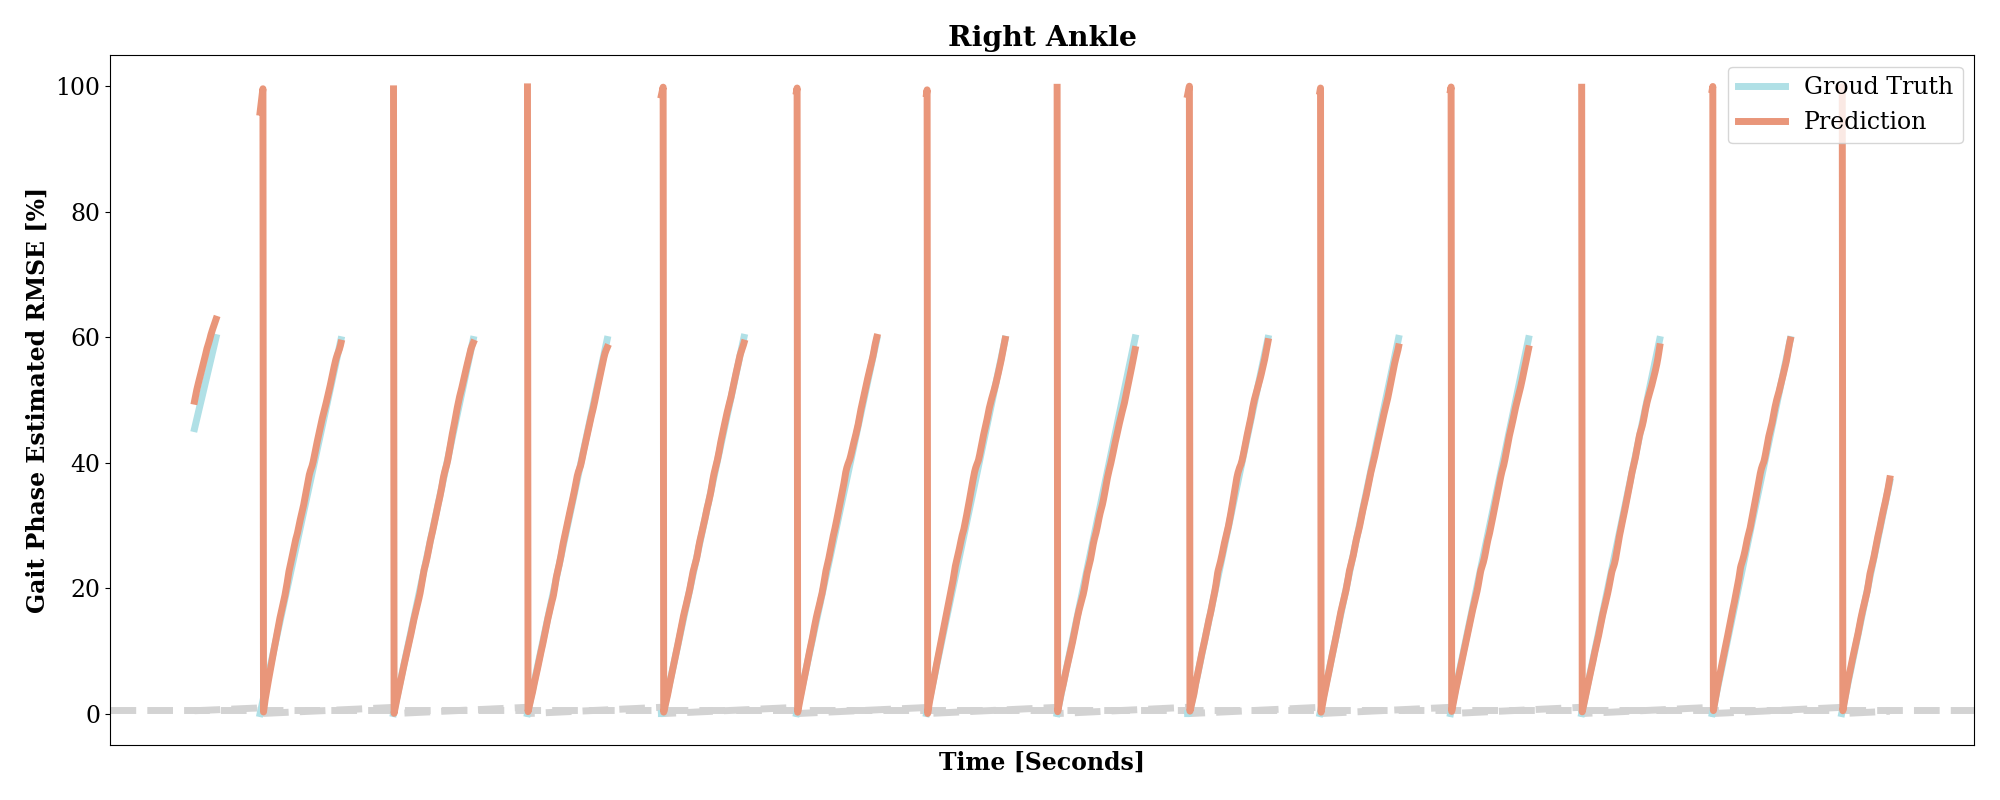 Right Ankle
Groud Truth
Prediction
Gait Phase Estimated RMSE [%]
100
80
60
40
20
0
Time [Seconds]